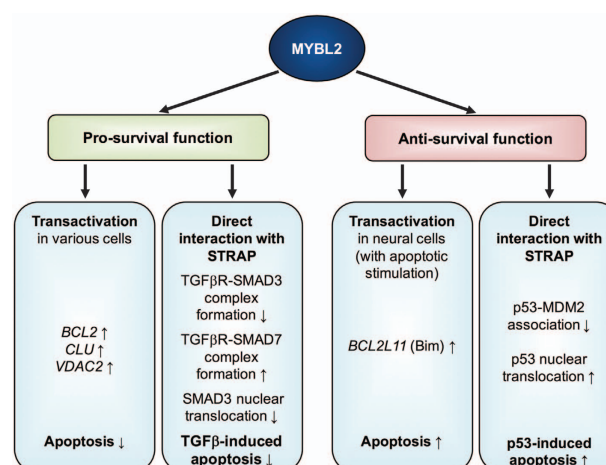 MYBL2
Pro-survival function
Anti-survival function
Transactivation
in various cells
BCL2 ↑
CLU ↑
VDAC2 ↑
Apoptosis ↓
Direct
interaction with
STRAP
TGFβR-SMAD3
complex
formation ↓
TGFβR-SMAD7
complex
formation ↑
SMAD3 nuclear
translocation ↓
TGFβ-induced
apoptosis ↓
Transactivation
in neural cells
(with apoptotic
stimulation)
BCL2L11 (Bim) ↑
Apoptosis ↑
Direct
interaction with
STRAP
p53-MDM2
association ↓
p53 nuclear
translocation ↑
p53-induced
apoptosis ↑